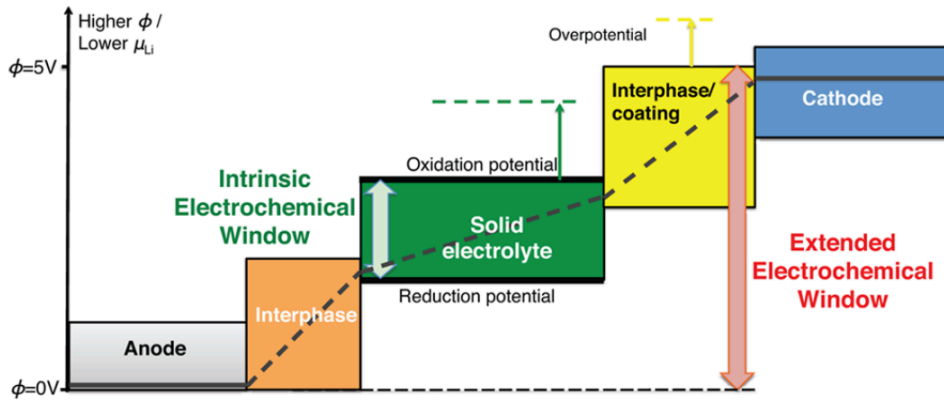 Higher ϕ /
Lower μLi
ϕ=5V
Overpotential
Interphase/
coating
Cathode
Oxidation potential
Intrinsic
Electrochemical
Window
Solid
electrolyte
Reduction potential
Extended
Electrochemical
Window
Interphase
Anode
ϕ=0V